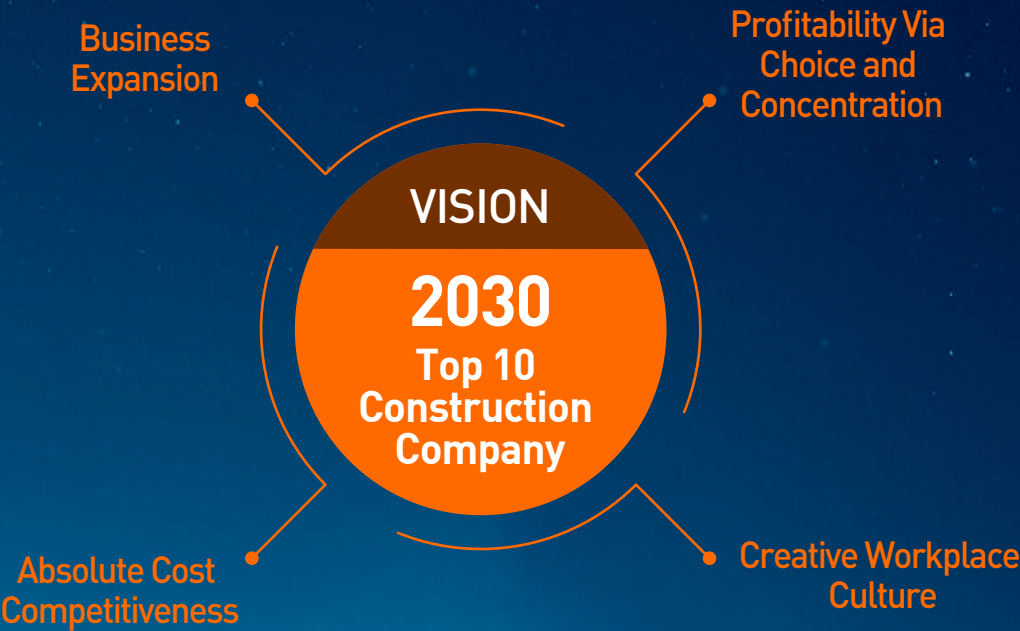 Business
Expansion
Profitability Via
Choice and
Concentration
VISION
2030
Top 10
Construction
Company
Absolute Cost
Competitiveness
Creative Workplace
Culture